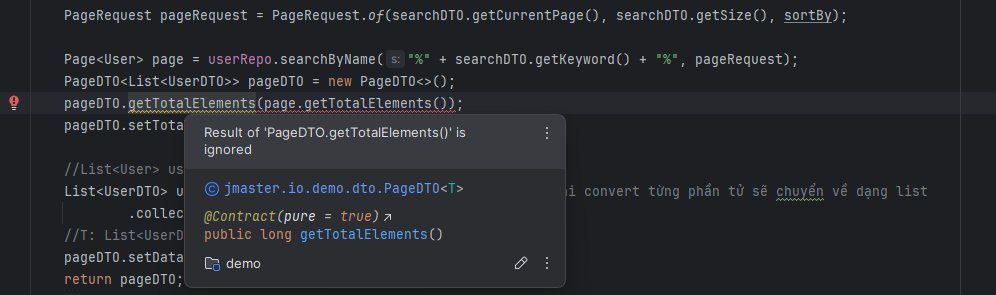 PageRequest pageRequest = PageRequest.of(searchDTO.getCurrentPage(), searchDTO.getSize(), sortBy);
Page<User> page = userRepo.searchByName( s: "%" + searchDTO.getKeyword() + "%", pageRequest);
PageDTO<List<UserDTO>> pageDTO = new PageDTO<>();
pageDTO.getTotalElements(page.getTotalElements());
pageDTO.setTota
Result of 'PageDTO.getTotalElements()' is
ignored
//List<User> us
List<UserDTO> u
convert từng phần tử sẽ chuyển về dạng list
jmaster.io.demo.dto.PageDTO<T>
.collec
@Contract(pure = true)
//T: List<UserD
public long getTotalElements()
pageDTO.setData
demo
return pageDTO;